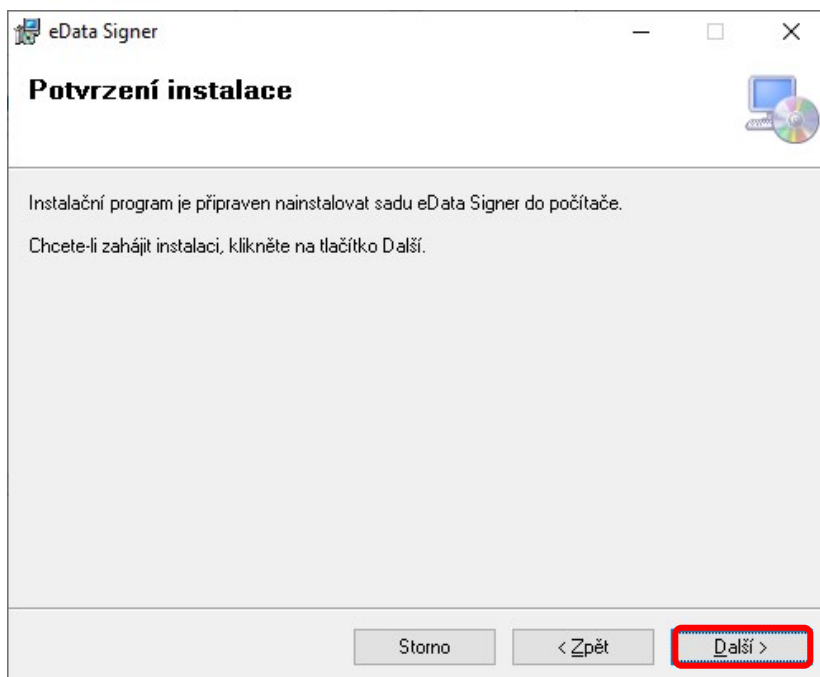 eData Signer
Potvrzení instalace
Instalační program je připraven nainstalovat sadu eData Signer do počítače.
Chcete-li zahájit instalaci, klikněte na tlačítko Další.
Storno
< Zpět
Další >